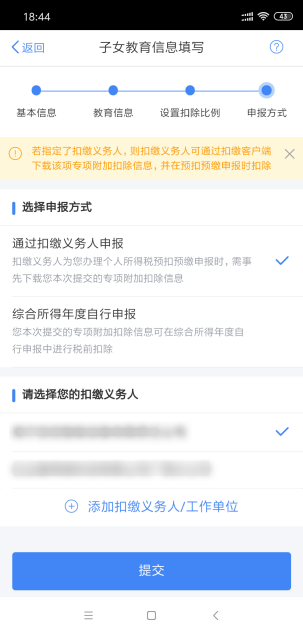 18:44
43
返回
子女教育信息填写
基本信息
教育信息
设置扣除比例
申报方式
若指定了扣缴义务人，则扣缴义务人可通过扣缴客户端
下载该项专项附加扣除信息，并在预扣预缴申报时扣除
选择申报方式
通过扣缴义务人申报
扣缴义务人为您办理个人所得税预扣预缴申报时，需事
先下载您本次提交的专项附加扣除信息
综合所得年度自行申报
您本次提交的专项附加扣除信息可在综合所得年度自
行申报中进行税前扣除
请选择您的扣缴义务人
添加扣缴义务人/工作单位
提交